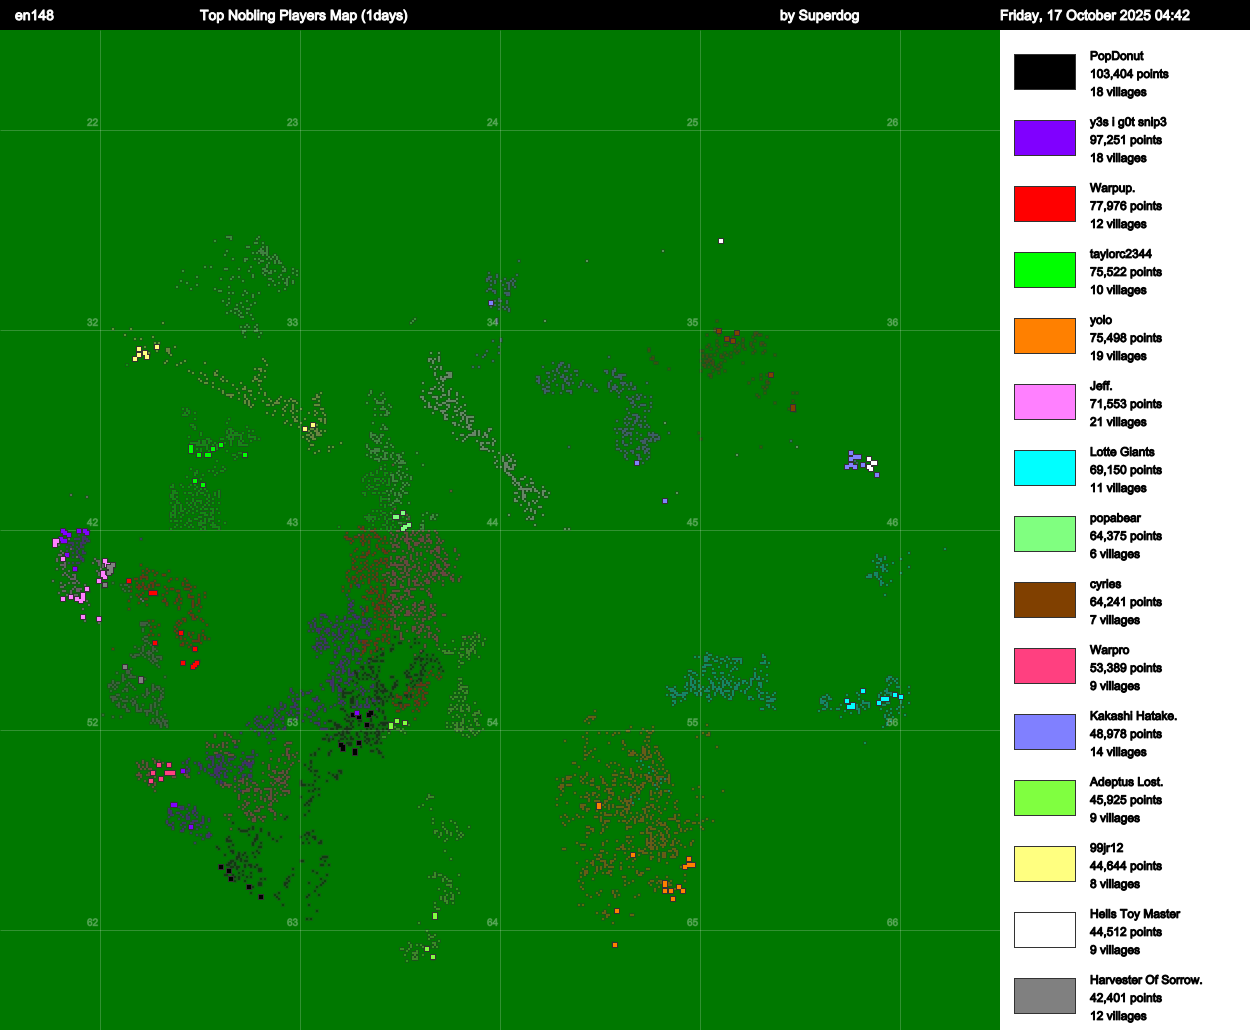 en148 Top Nobling Players Map (1days) by Superdog Friday, 17 October 2025 04:42
PopDonut
103,404 points
18 villages
y3s i g0t snip3
97,251 points
18 villages
Warpup.
77,976 points
12 villages
taylorc2344
75,522 points
10 villages
yolo
75,498 points
19 villages
Jeff.
71,553 points
21 villages
Lotte Giants
69,150 points
11 villages
popabear
64,375 points
6 villages
cyries
64,241 points
7 villages
Warpro
53,389 points
9 villages
Kakashi Hatake.
48,978 points
14 villages
Adeptus Lost.
45,925 points
9 villages
99jr12
44,644 points
8 villages
Hells Toy Master
44,512 points
9 villages
Harvester Of Sorrow.
42,401 points
12 villages
22 23 24 25 26
32 33 34 35 36
42 43 44 45 46
52 53 54 55 56
62 63 64 65 66